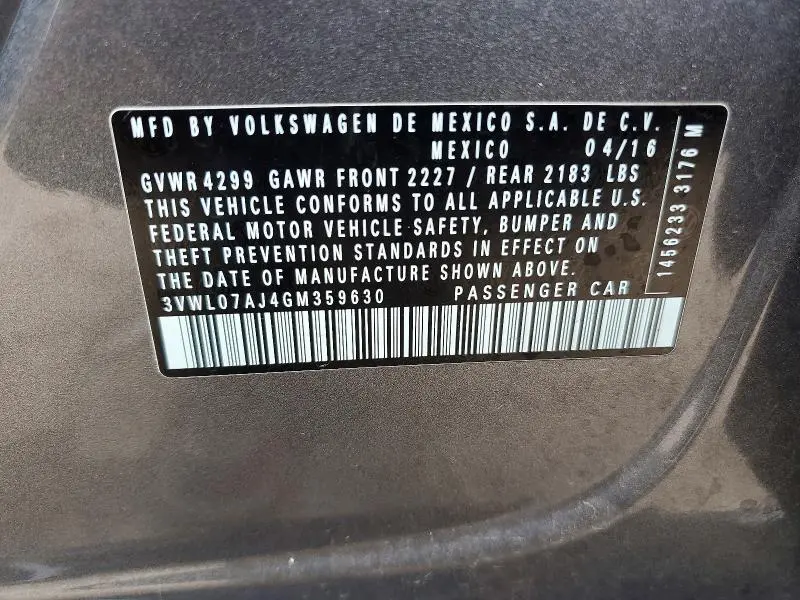 MFD BY VOLKSWAGEN DE MEXICO S.A. DE C.V.
MEXICO 04/16
GVWR 4299 GAWR FRONT 2227 / REAR 2183 LBS
THIS VEHICLE CONFORMS TO ALL APPLICABLE U.S.
FEDERAL MOTOR VEHICLE SAFETY, BUMPER AND
THEFT PREVENTION STANDARDS IN EFFECT ON
THE DATE OF MANUFACTURE SHOWN ABOVE.
3VWL07AJ4GM359630 PASSENGER CAR
1456233 3176 M